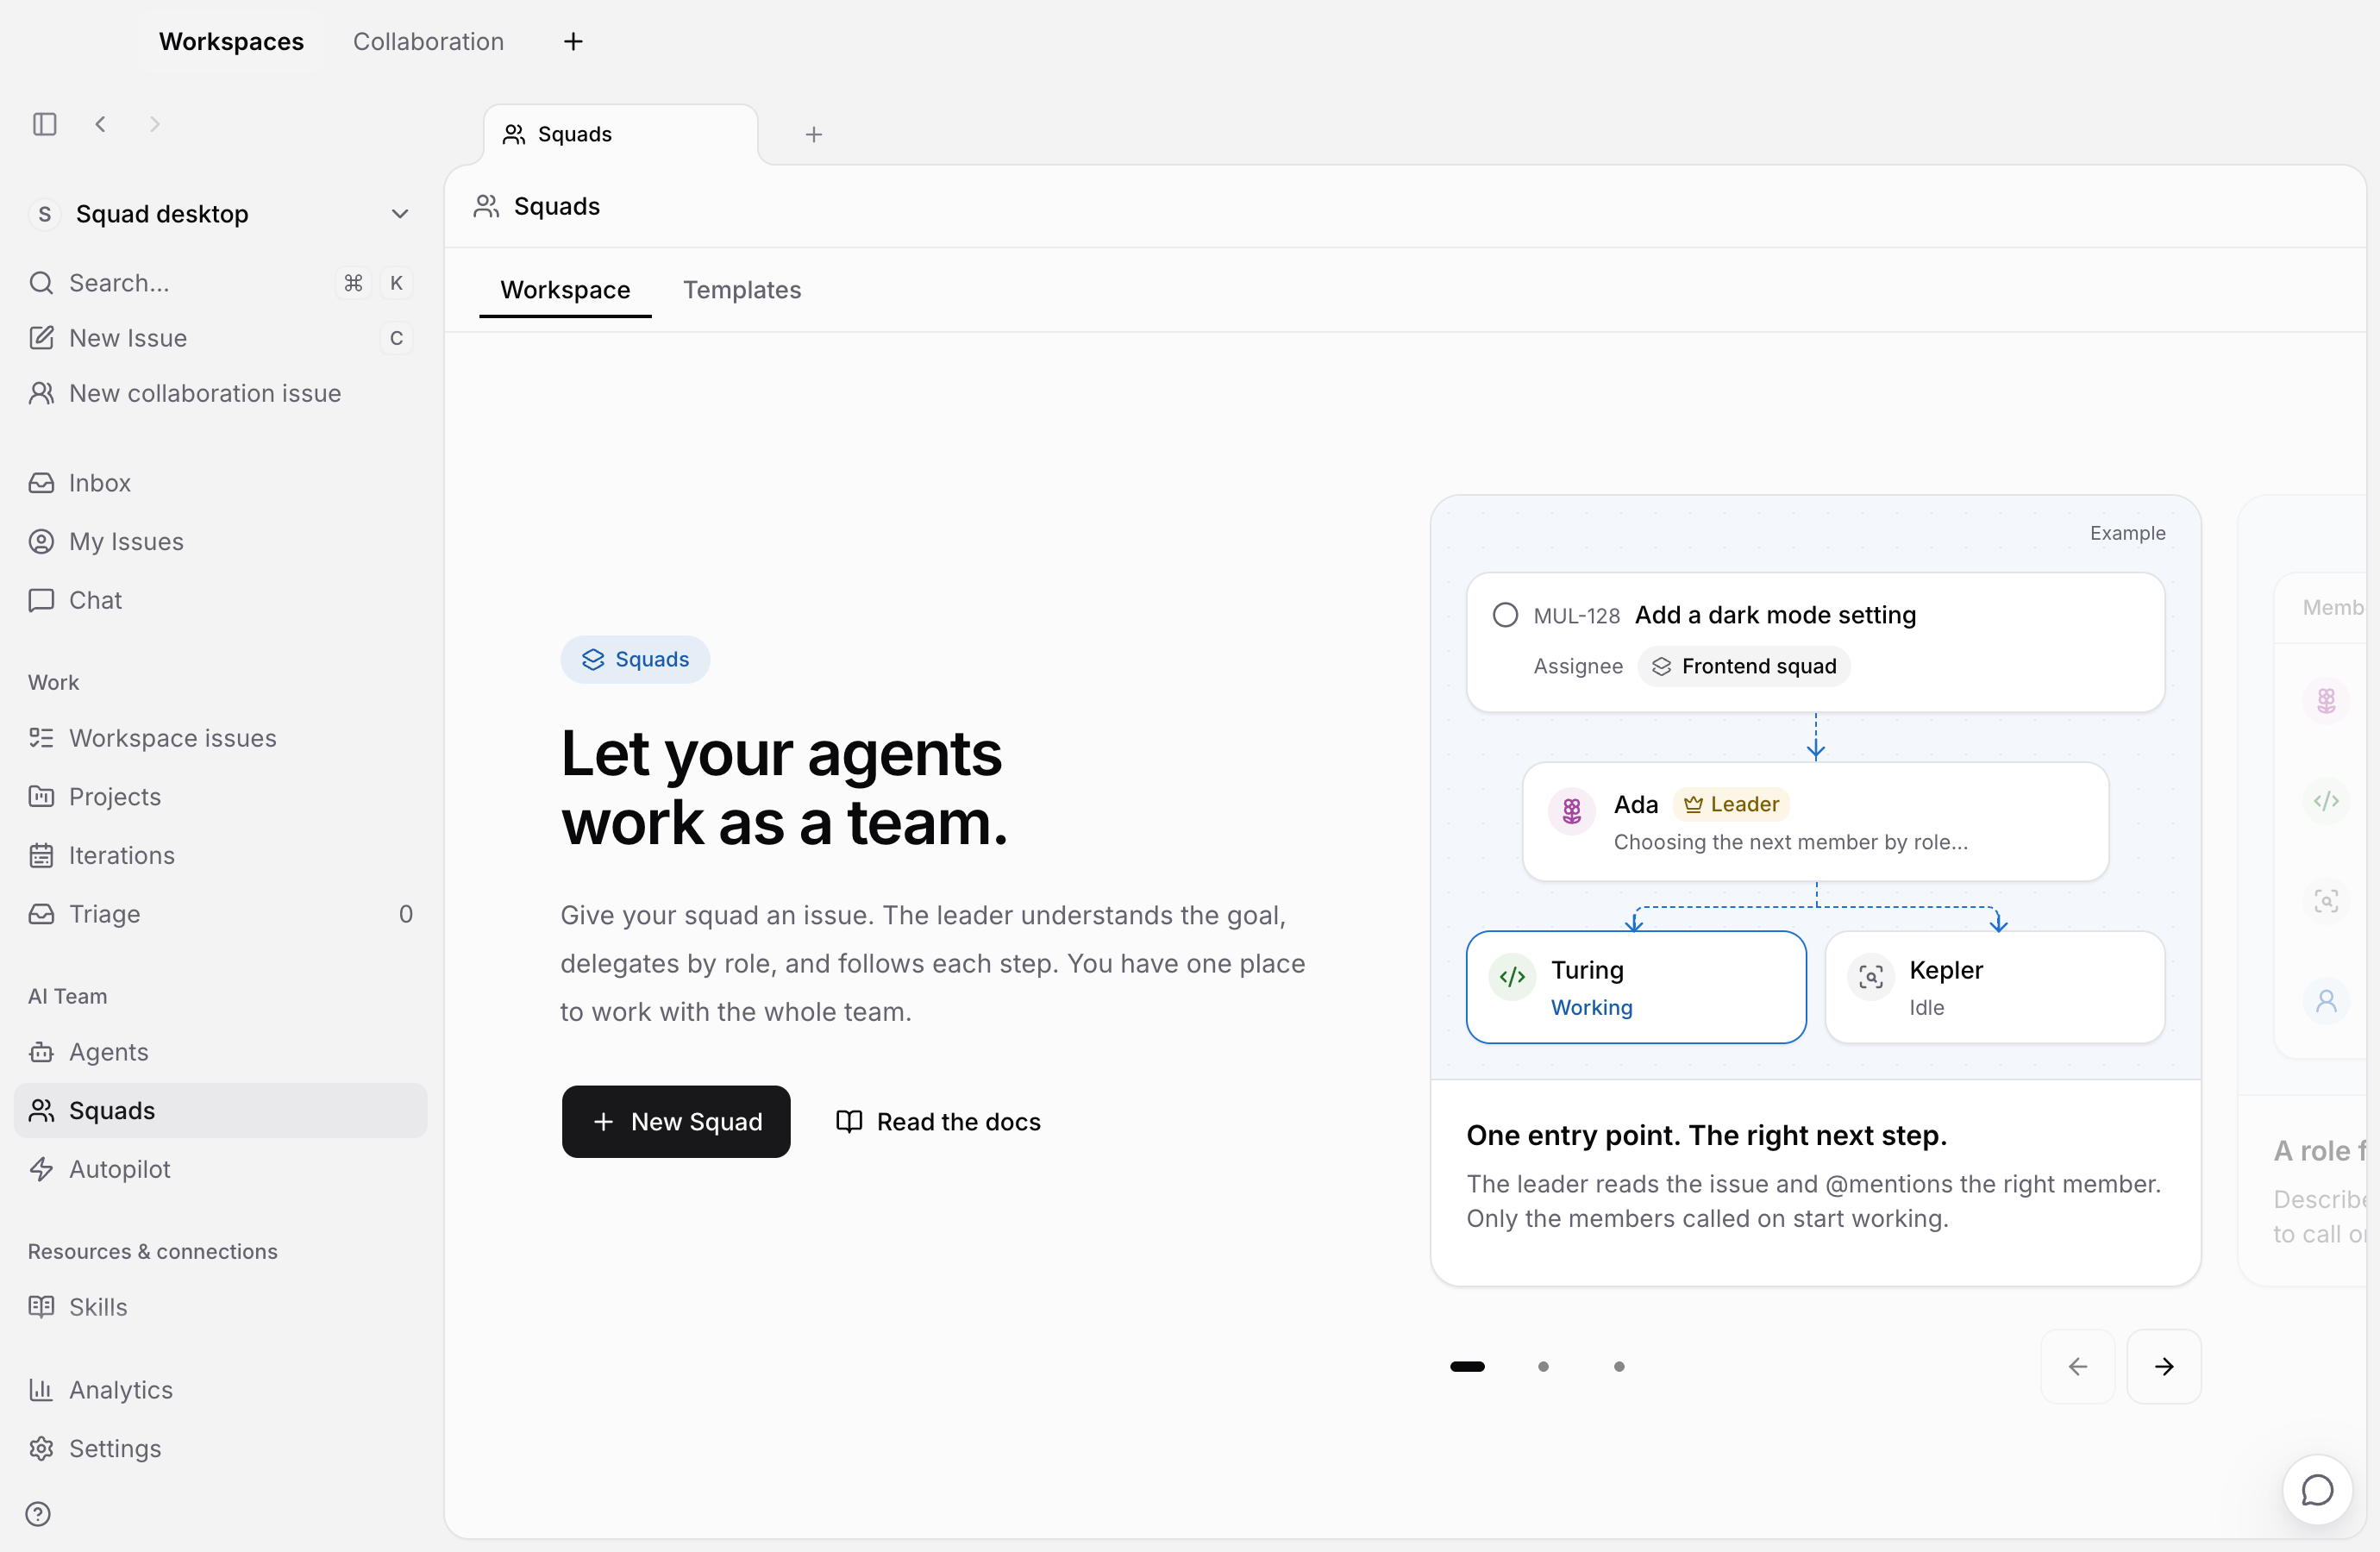 Workspaces
Collaboration
Squads
S
Squad desktop
Search...
⌘ K
New Issue
C
New collaboration issue
Inbox
My Issues
Chat
Work
Workspace issues
Projects
Iterations
Triage
0
AI Team
Agents
Squads
Autopilot
Resources & connections
Skills
Analytics
Settings
Squads
Workspace
Templates
Squads
Let your agents
work as a team.
Give your squad an issue. The leader understands the goal,
delegates by role, and follows each step. You have one place
to work with the whole team.
New Squad
Read the docs
Example
MUL-128 Add a dark mode setting
Assignee Frontend squad
Ada Leader
Choosing the next member by role...
Turing
Working
Kepler
Idle
One entry point. The right next step.
The leader reads the issue and @mentions the right member.
Only the members called on start working.
Memb
A role f
Describe
to call